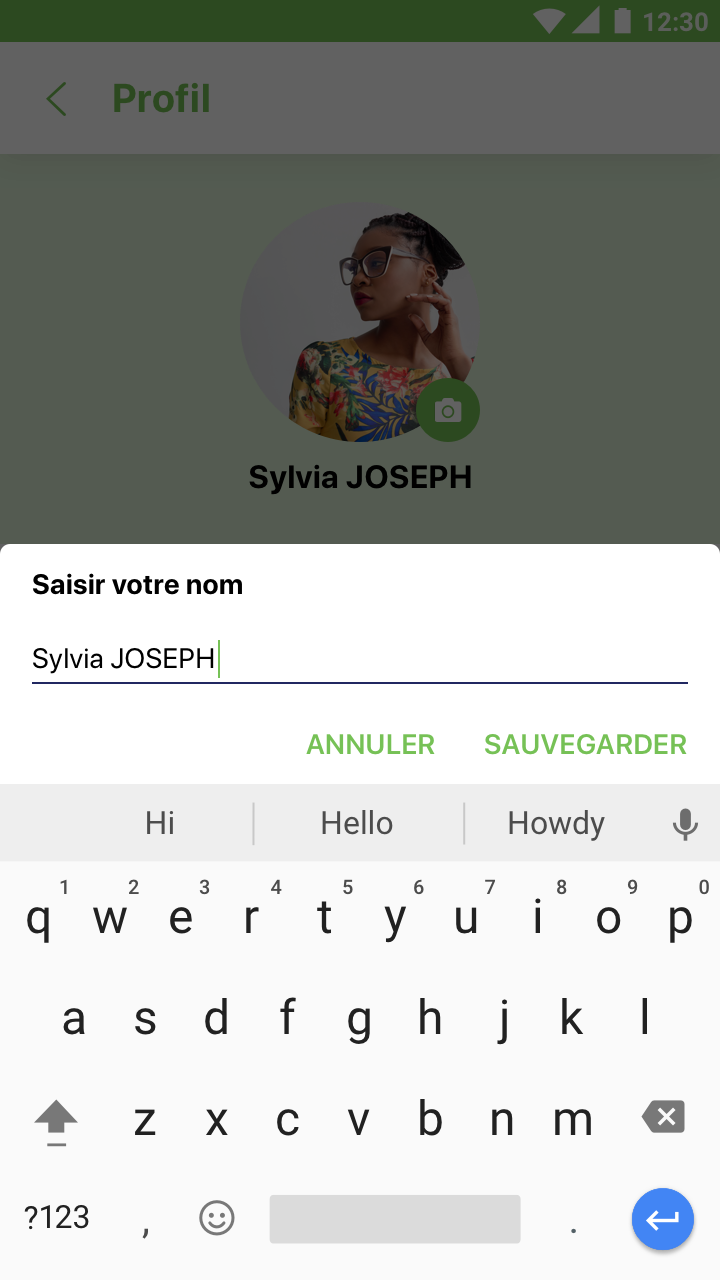 12:30
Profil
Sylvia JOSEPH
Saisir votre nom
Sylvia JOSEPH
ANNULER SAUVEGARDER
Hi Hello Howdy
1 2 3 4 5 6 7 8 9 0
q w e r t y u i o p
a s d f g h j k l
z x c v b n m
?123 , .